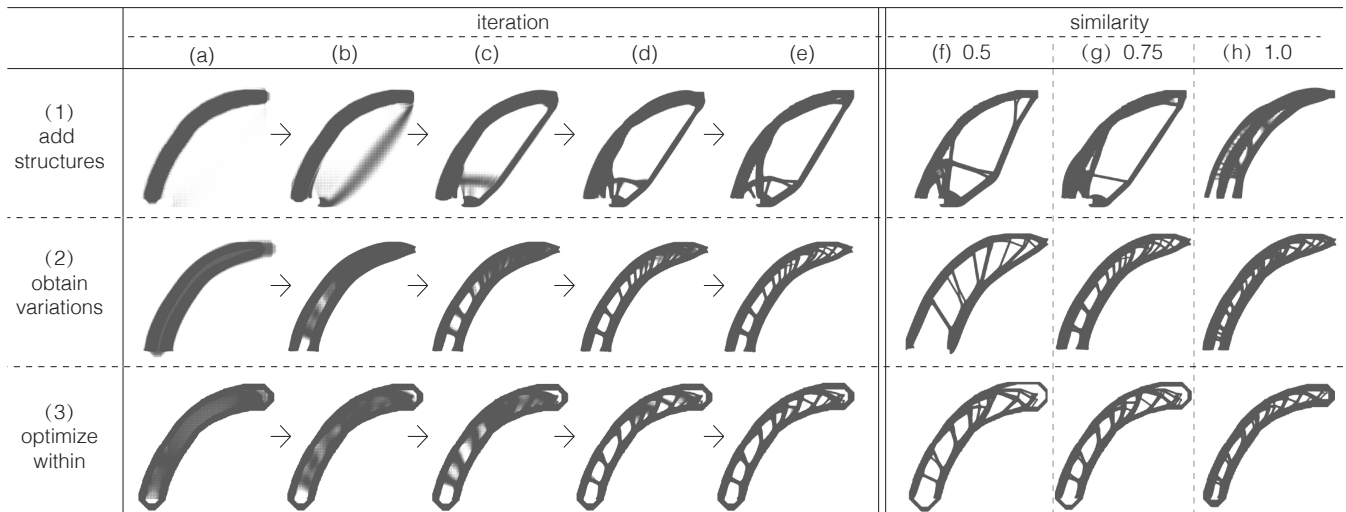 iteration
similarity
(a)
(b)
(c)
(d)
(e)
(f) 0.5
(g) 0.75
(h) 1.0
(1)
add
structures
(2)
obtain
variations
(3)
optimize
within